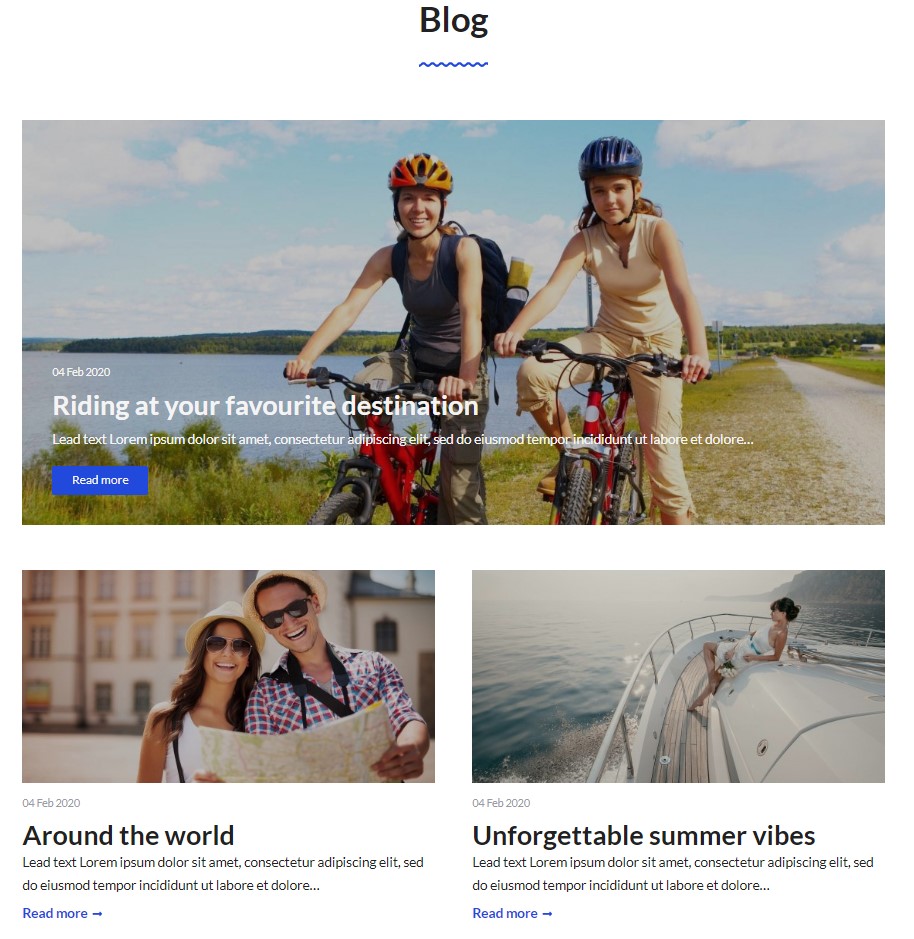 Blog
04 Feb 2020
Riding at your favourite destination
Lead text Lorem ipsum dolor sit amet, consectetur adipiscing elit, sed do eiusmod tempor incididunt ut labore et dolore...
Read more
04 Feb 2020
Around the world
Lead text Lorem ipsum dolor sit amet, consectetur adipiscing elit, sed
do eiusmod tempor incididunt ut labore et dolore...
Read more →
04 Feb 2020
Unforgettable summer vibes
Lead text Lorem ipsum dolor sit amet, consectetur adipiscing elit, sed
do eiusmod tempor incididunt ut labore et dolore...
Read more →